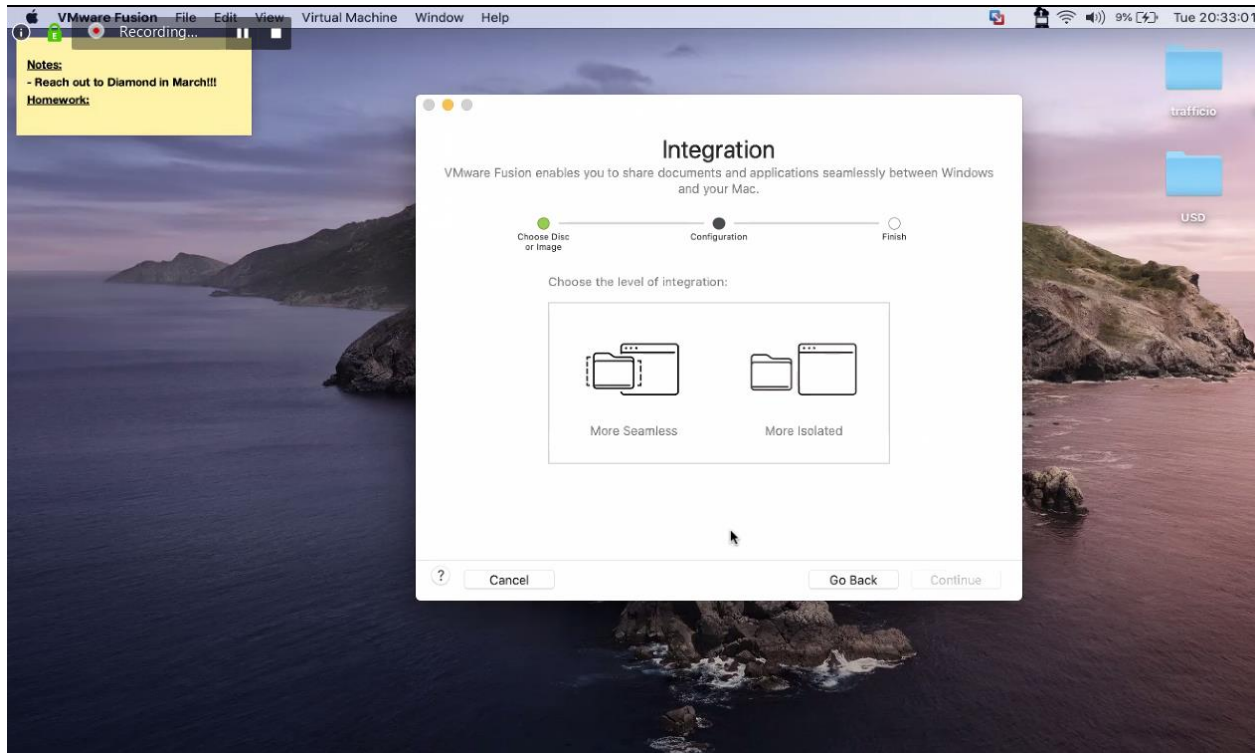 VMware Fusion File Edit View Virtual Machine Window Help 9% Tue 20:33:01
Recording...
Notes:
- Reach out to Diamond in March!!!
Homework:
trafficio
USD
Integration
VMware Fusion enables you to share documents and applications seamlessly between Windows
and your Mac.
Choose Disc
or Image
Configuration
Finish
Choose the level of integration:
More Seamless
More Isolated
? Cancel Go Back Continue